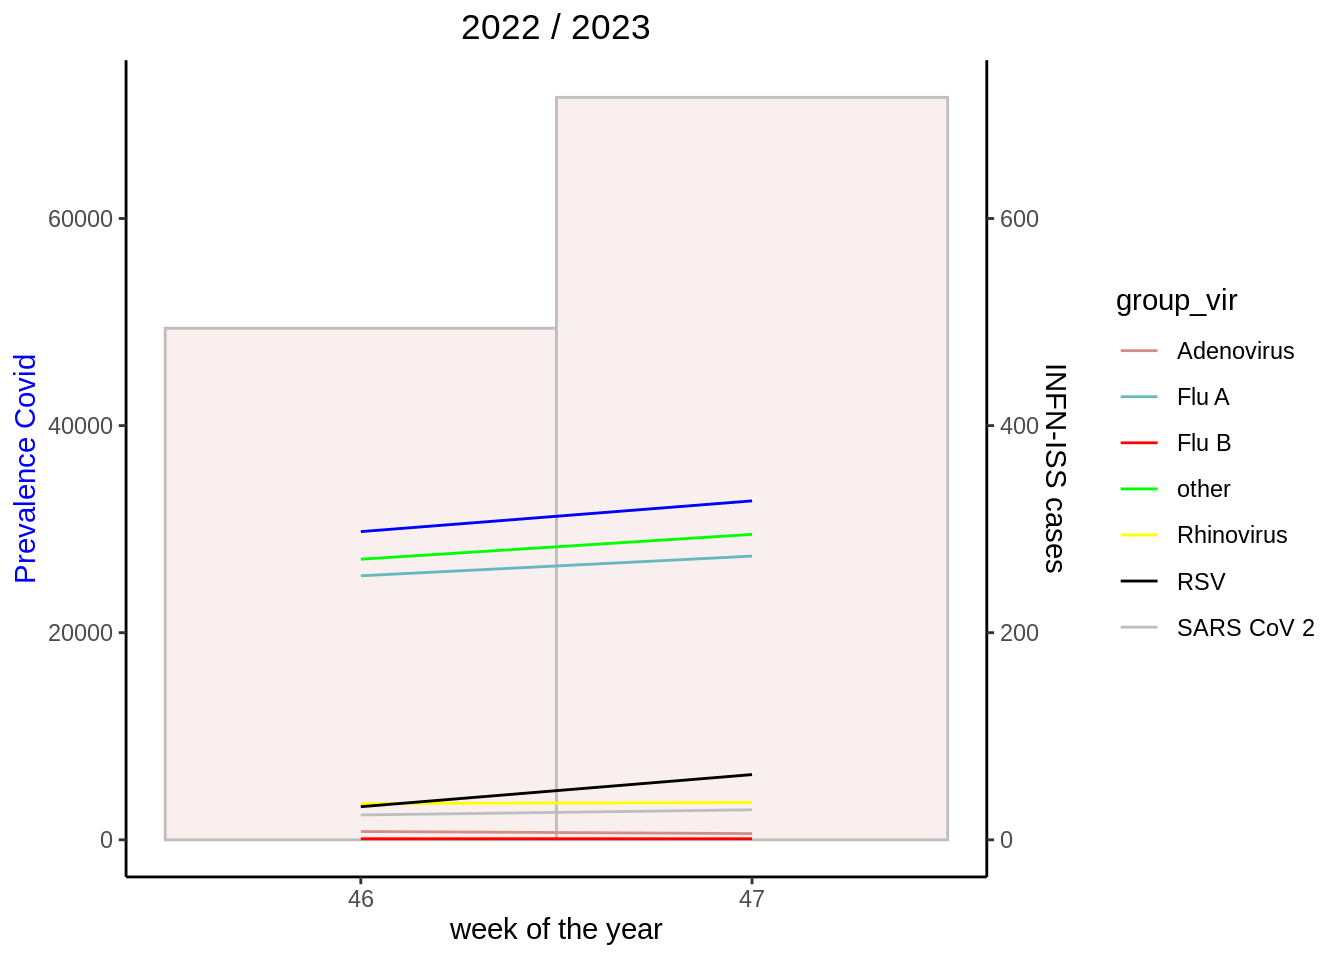 2022 / 2023
Prevalence Covid
60000
40000
20000
0
600
400
200
0
INFN-ISS cases
46
47
week of the year
group_vir
Adenovirus
Flu A
Flu B
other
Rhinovirus
RSV
SARS CoV 2